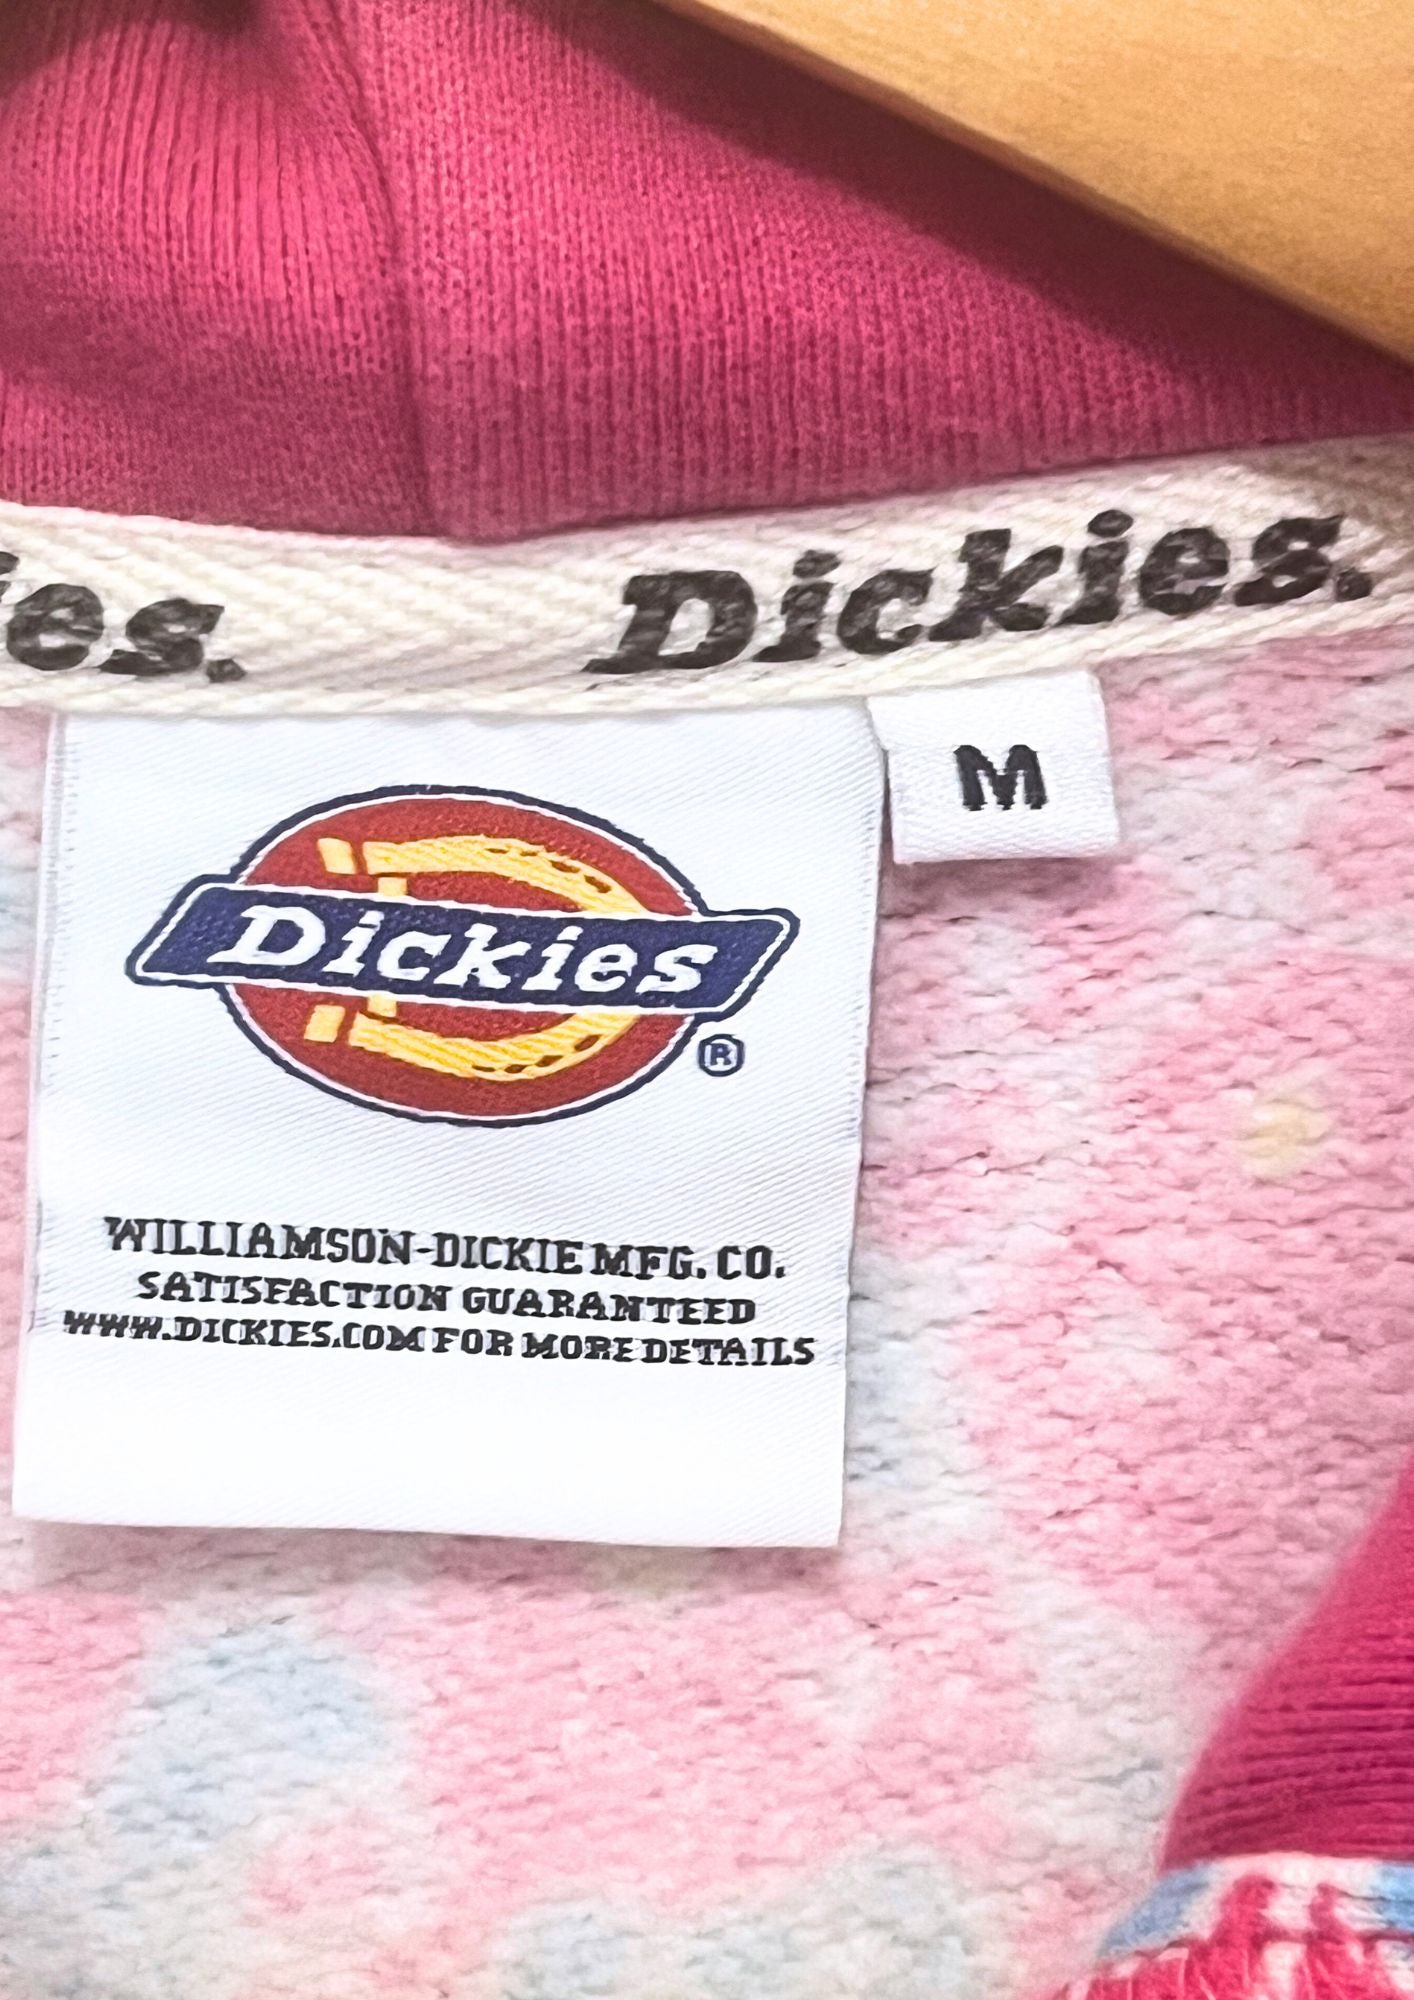 ies.
Dickies.
M
Dickies
®
WILLIAMSON-DICKIE MFG. CO.
SATISFACTION GUARANTEED
WWW.DICKIES.COM FOR MORE DETAILS